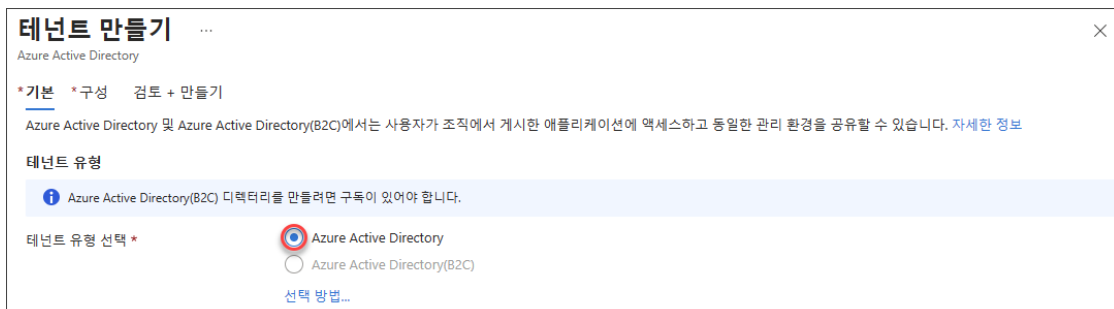 테넌트 만들기 ...
Azure Active Directory
*기본 *구성 검토 + 만들기
Azure Active Directory 및 Azure Active Directory(B2C)에서는 사용자가 조직에서 게시한 애플리케이션에 액세스하고 동일한 관리 환경을 공유할 수 있습니다. 자세한 정보
테넌트 유형
Azure Active Directory(B2C) 디렉터리를 만들려면 구독이 있어야 합니다.
테넌트 유형 선택 *
Azure Active Directory
Azure Active Directory(B2C)
선택 방법...